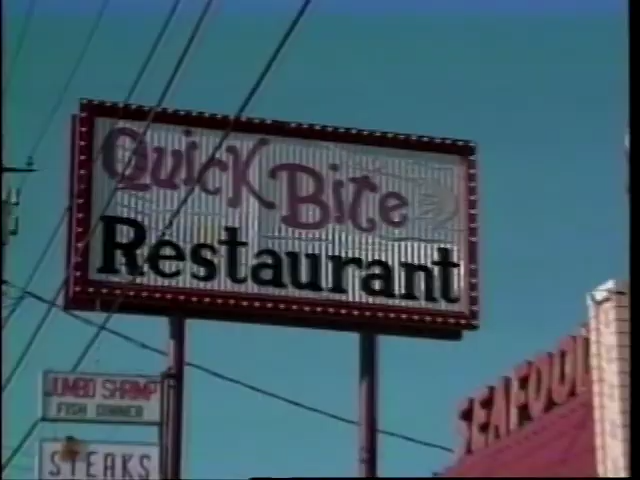 Quick Bite
Restaurant
JUMBO SHRIMP
FISH DINNER
STEAKS
SEAFOOD